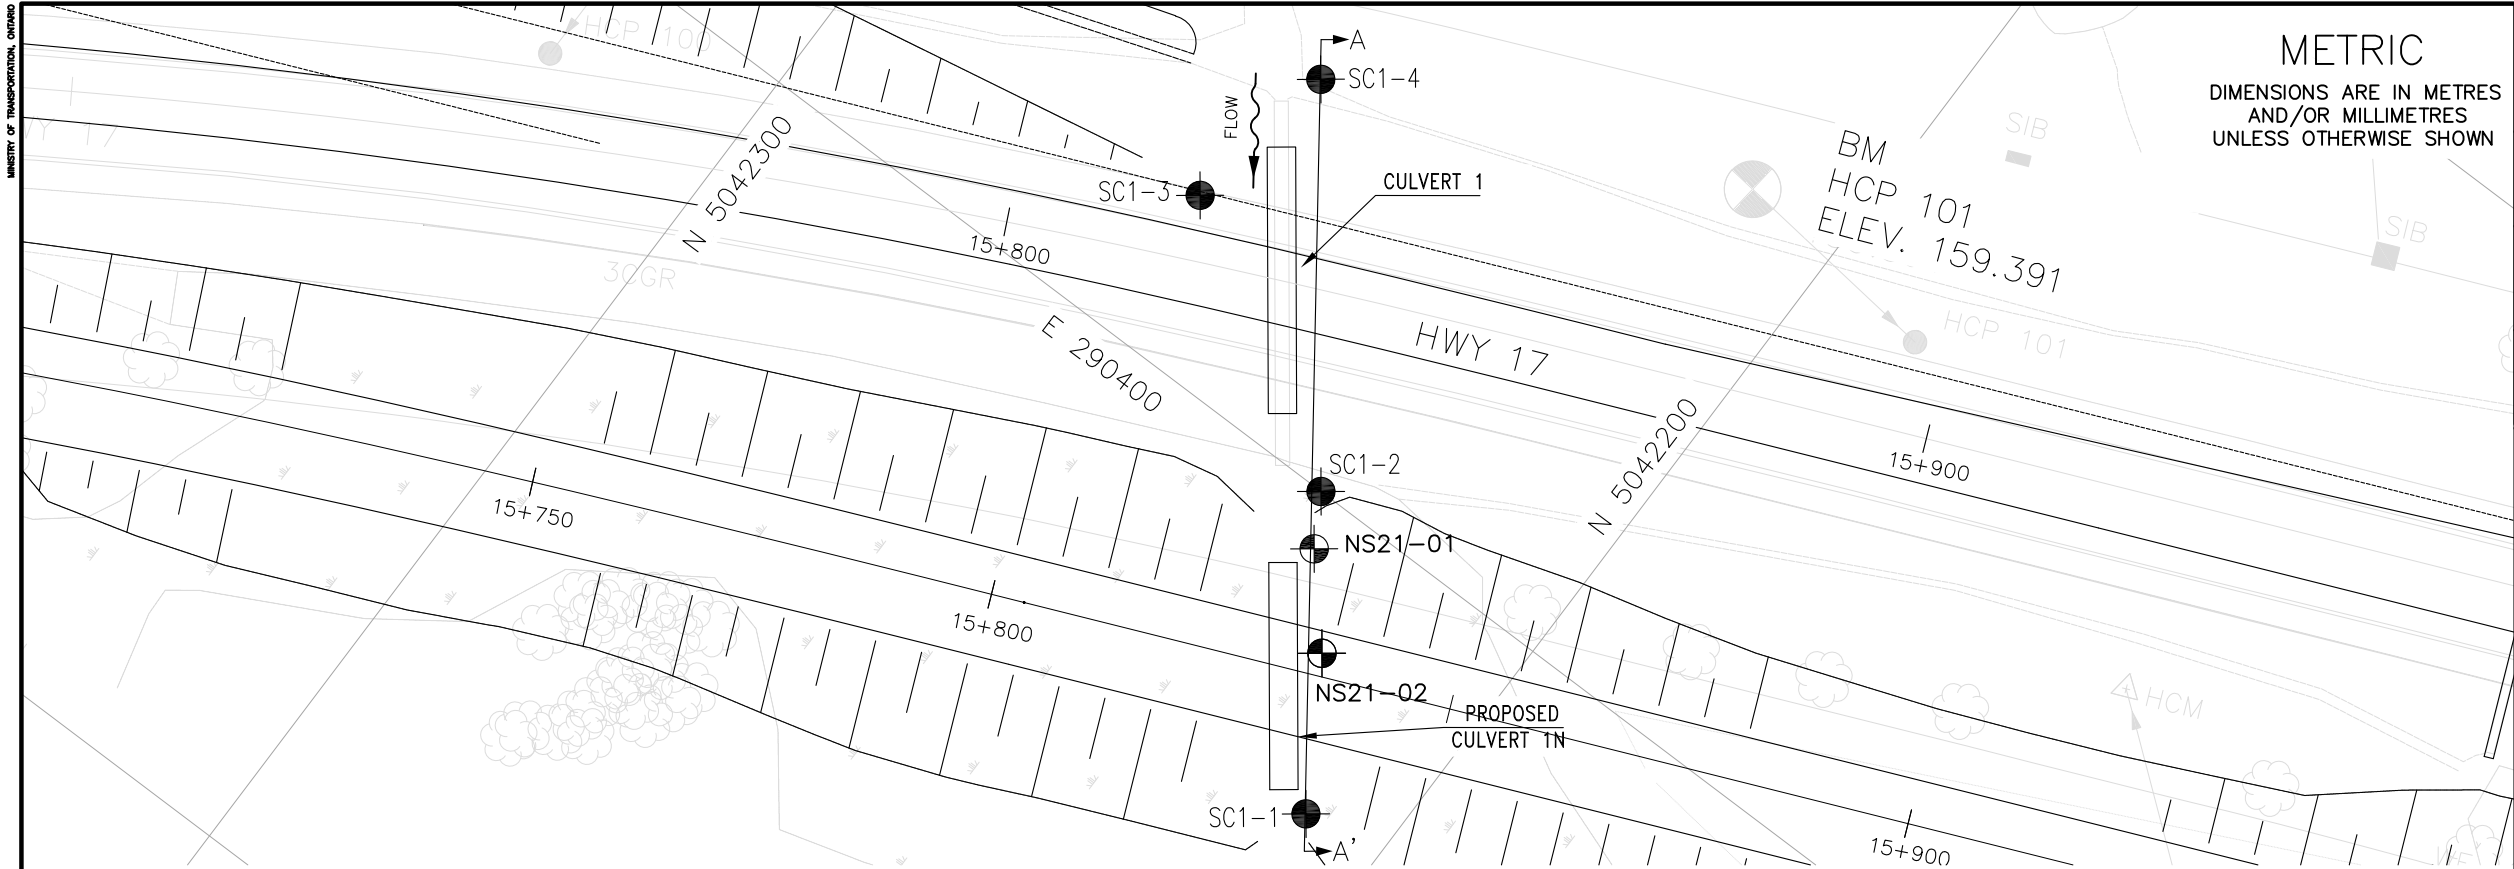 MINISTRY OF TRANSPORTATION, ONTARIO
HCP 100
A
SC1-4
METRIC
DIMENSIONS ARE IN METRES
AND/OR MILLIMETRES
UNLESS OTHERWISE SHOWN
FLOW
N 5042300
SIB
BM
HCP 101
ELEV. 159.391
SC1-3
CULVERT 1
15+800
SIB
3CGR
HCP 101
E 290400
HWY 17
SC1-2
N 5042200
15+900
15+750
NS21-01
15+800
NS21-02
HCM
PROPOSED
CULVERT 1N
SC1-1
A'
15+900